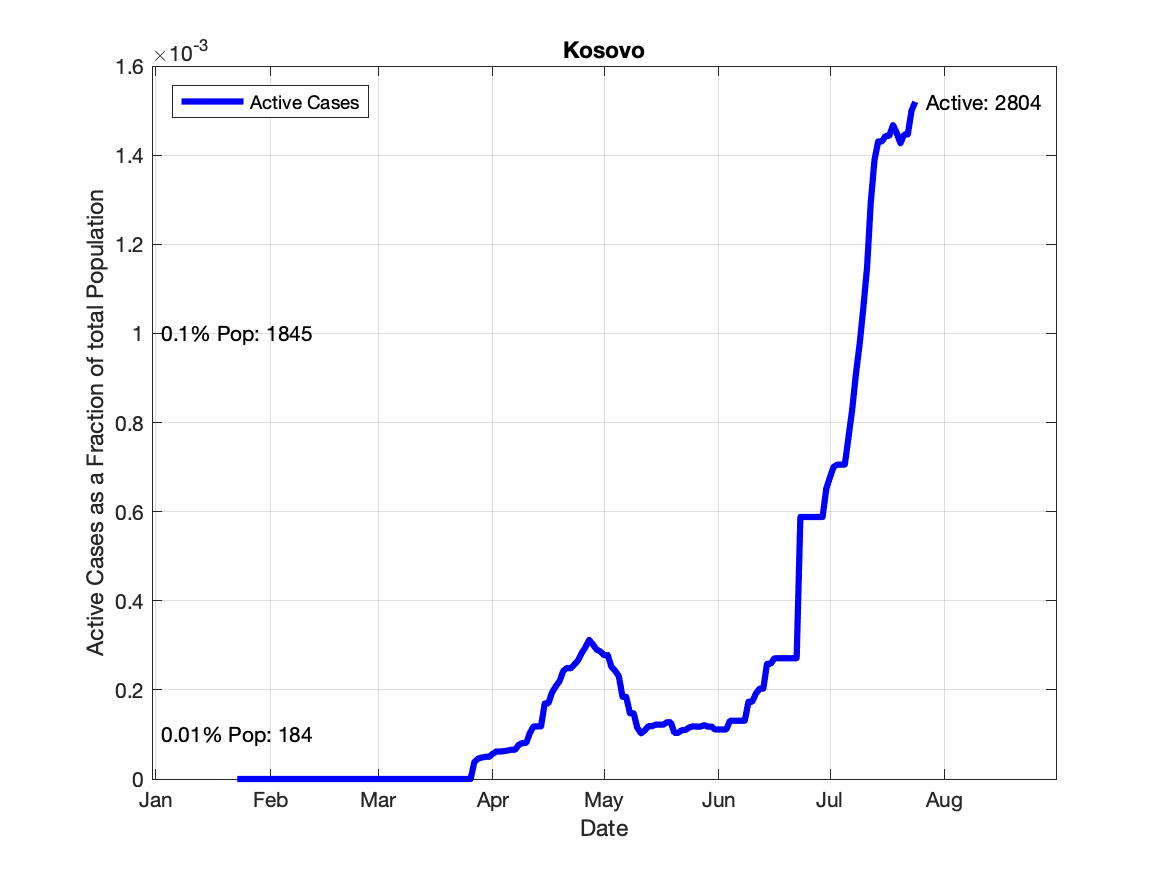 Kosovo
×10-3
1.6
1.4
1.2
1
0.8
0.6
0.4
0.2
0
Active Cases
Active: 2804
0.1% Pop: 1845
0.01% Pop: 184
Active Cases as a Fraction of total Population
Jan Feb Mar Apr May Jun Jul Aug
Date